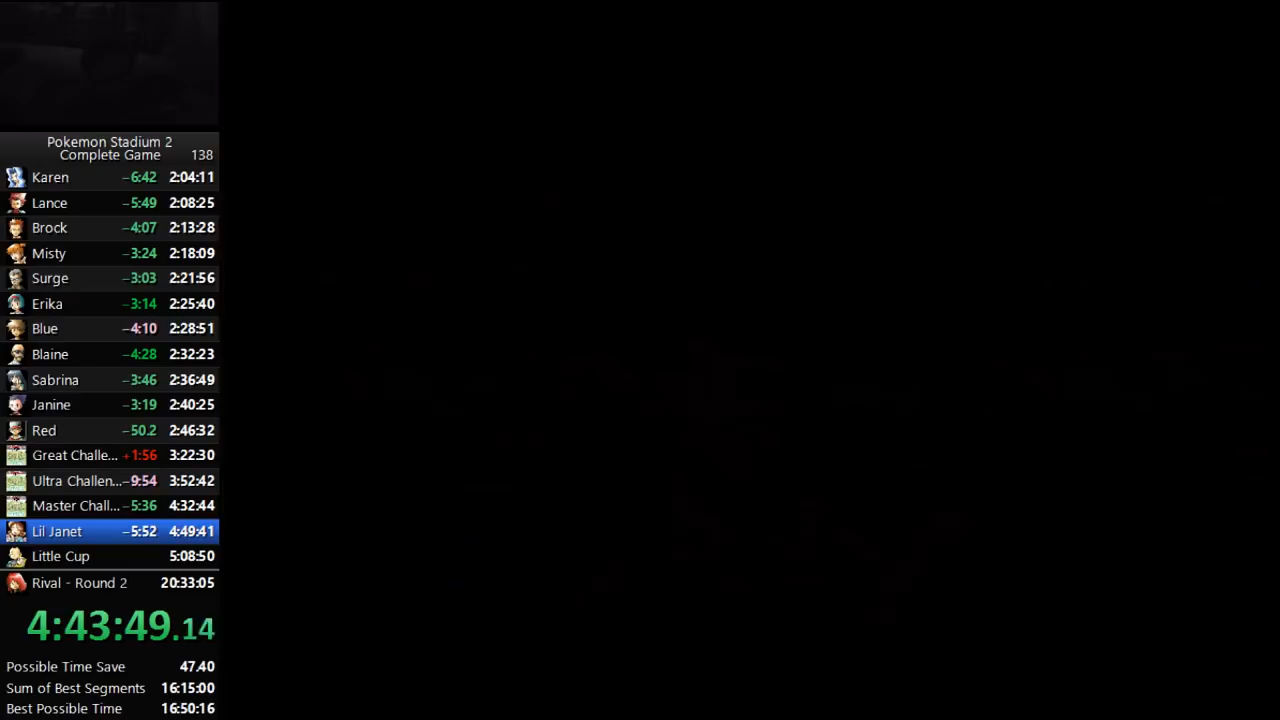 Pokemon Stadium 2
Complete Game 138
Karen −6:42 2:04:11
Lance −5:49 2:08:25
Brock −4:07 2:13:28
Misty −3:24 2:18:09
Surge −3:03 2:21:56
Erika −3:14 2:25:40
Blue −4:10 2:28:51
Blaine −4:28 2:32:23
Sabrina −3:46 2:36:49
Janine −3:19 2:40:25
Red −50.2 2:46:32
Great Challe... +1:56 3:22:30
Ultra Challen... −9:54 3:52:42
Master Chall... −5:36 4:32:44
Lil Janet −5:52 4:49:41
Little Cup 5:08:50
Rival - Round 2 20:33:05
4:43:49.14
Possible Time Save 47.40
Sum of Best Segments 16:15:00
Best Possible Time 16:50:16